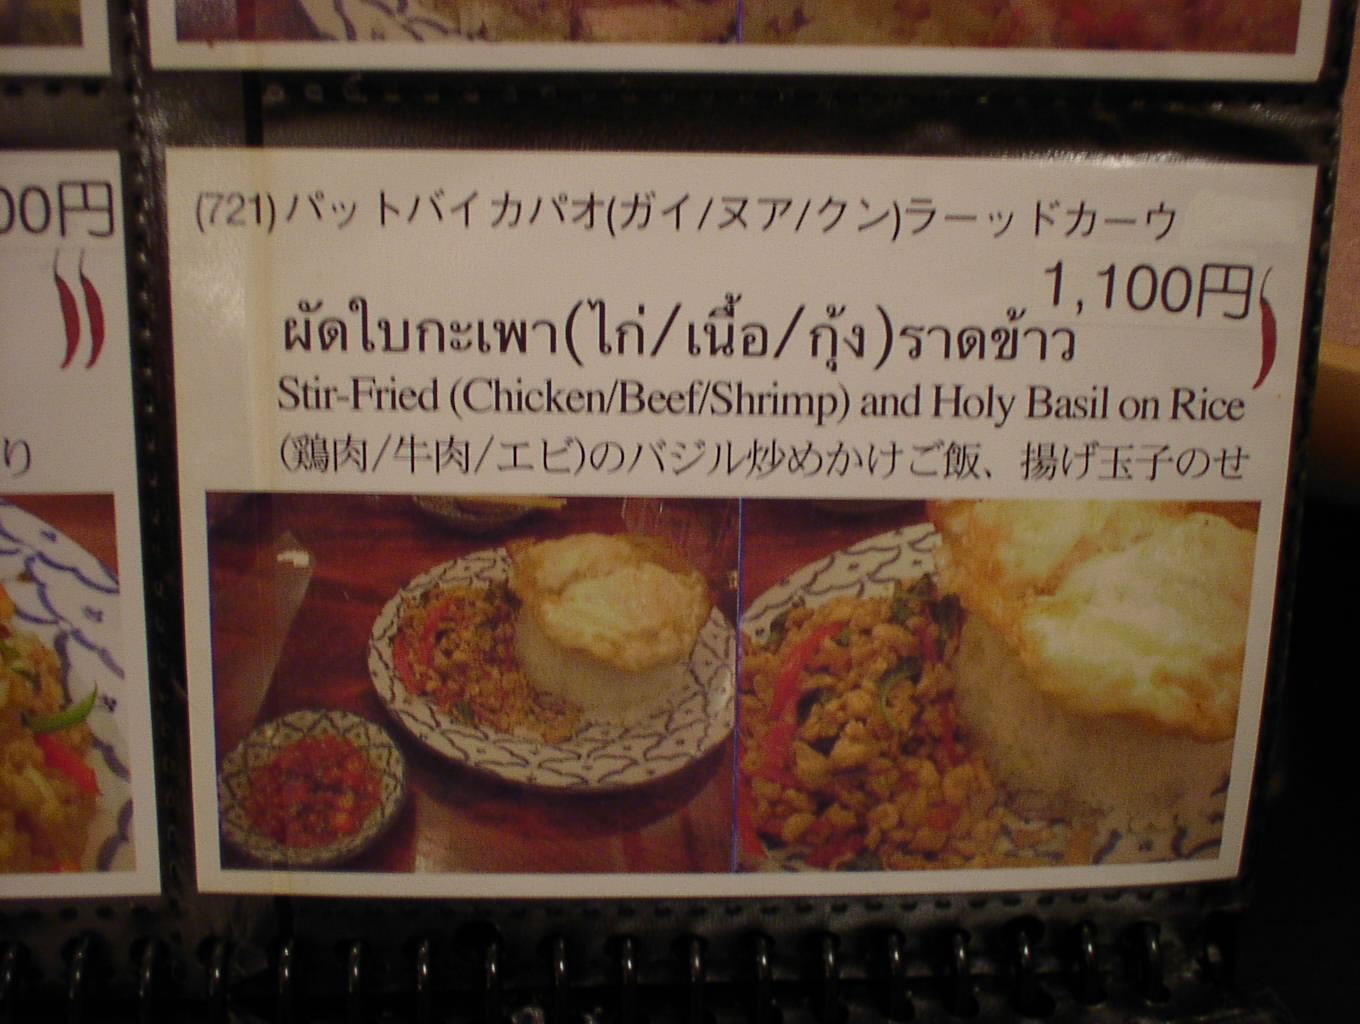 00円
(721)パットバイカパオ(ガイ/ヌア/クン)ラーッドカーウ
1,100円
ผัดใบกะเพา(ไก่/เนื้อ/กุ้ง)ราดข้าว
Stir-Fried (Chicken/Beef/Shrimp) and Holy Basil on Rice
り
(鶏肉/牛肉/エビ)のバジル炒めかけご飯、揚げ玉子のせ